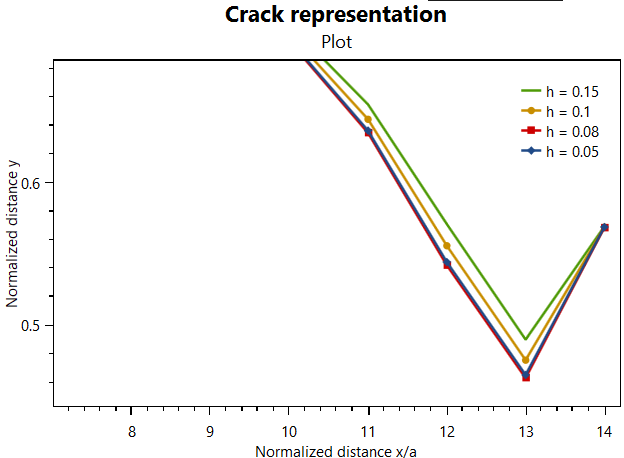 Crack representation
Plot
h = 0.15
h = 0.1
h = 0.08
h = 0.05
Normalized distance y
0.6
0.5
8 9 10 11 12 13 14
Normalized distance x/a